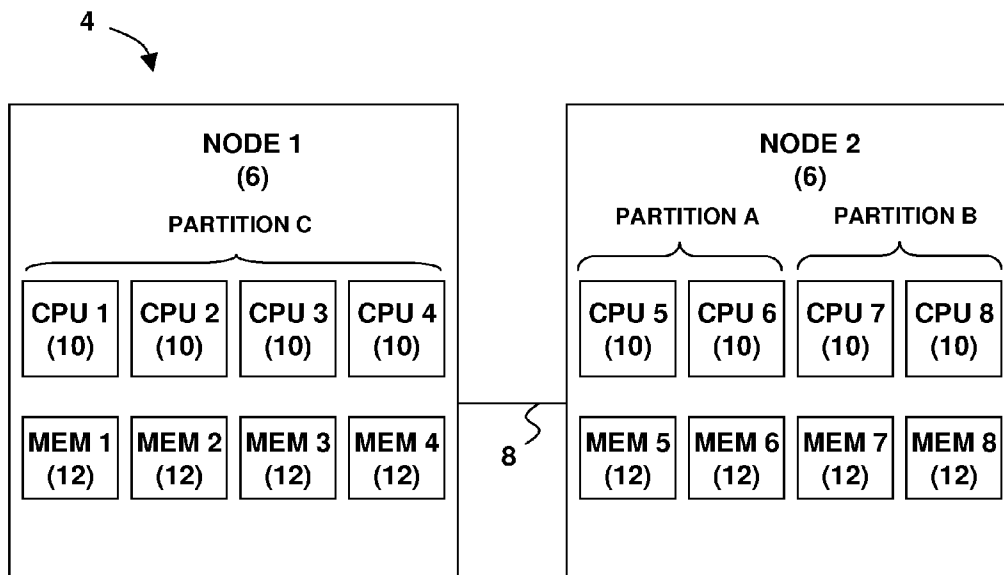 4
NODE 1
(6)
PARTITION C
CPU 1
(10)
CPU 2
(10)
CPU 3
(10)
CPU 4
(10)
MEM 1
(12)
MEM 2
(12)
MEM 3
(12)
MEM 4
(12)
8
NODE 2
(6)
PARTITION A
PARTITION B
CPU 5
(10)
CPU 6
(10)
CPU 7
(10)
CPU 8
(10)
MEM 5
(12)
MEM 6
(12)
MEM 7
(12)
MEM 8
(12)